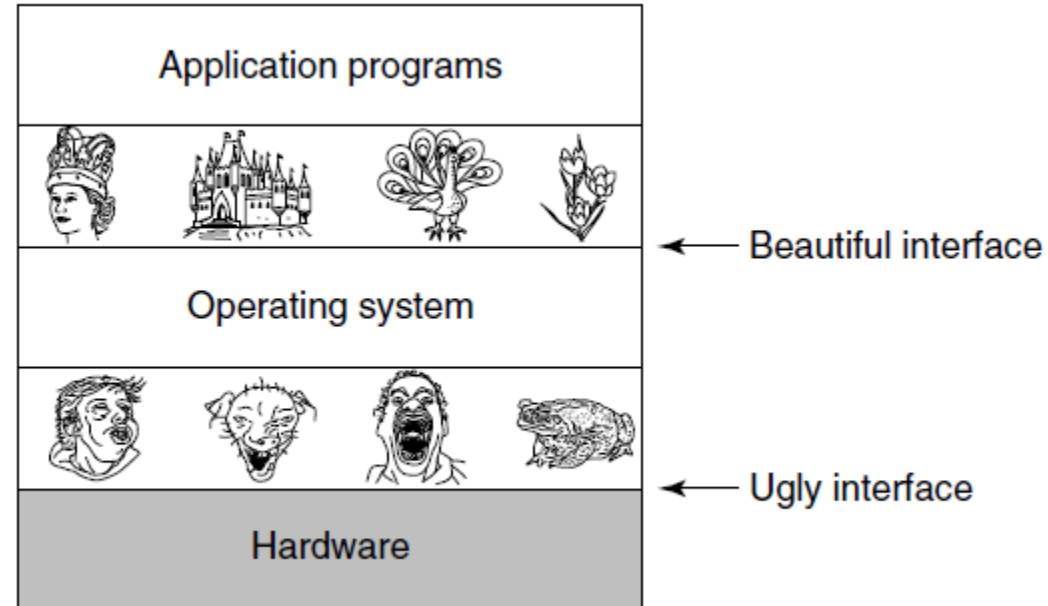 Application programs
Beautiful interface
Operating system
Ugly interface
Hardware